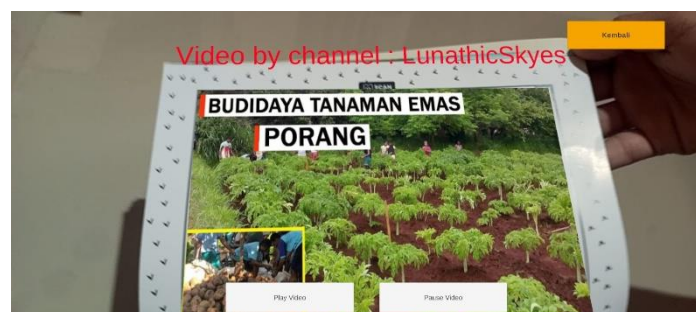 Kembali
Video by channel : LunathicSkyes
BUDIDAYA TANAMAN EMAS
PORANG
Play Video
Pause Video